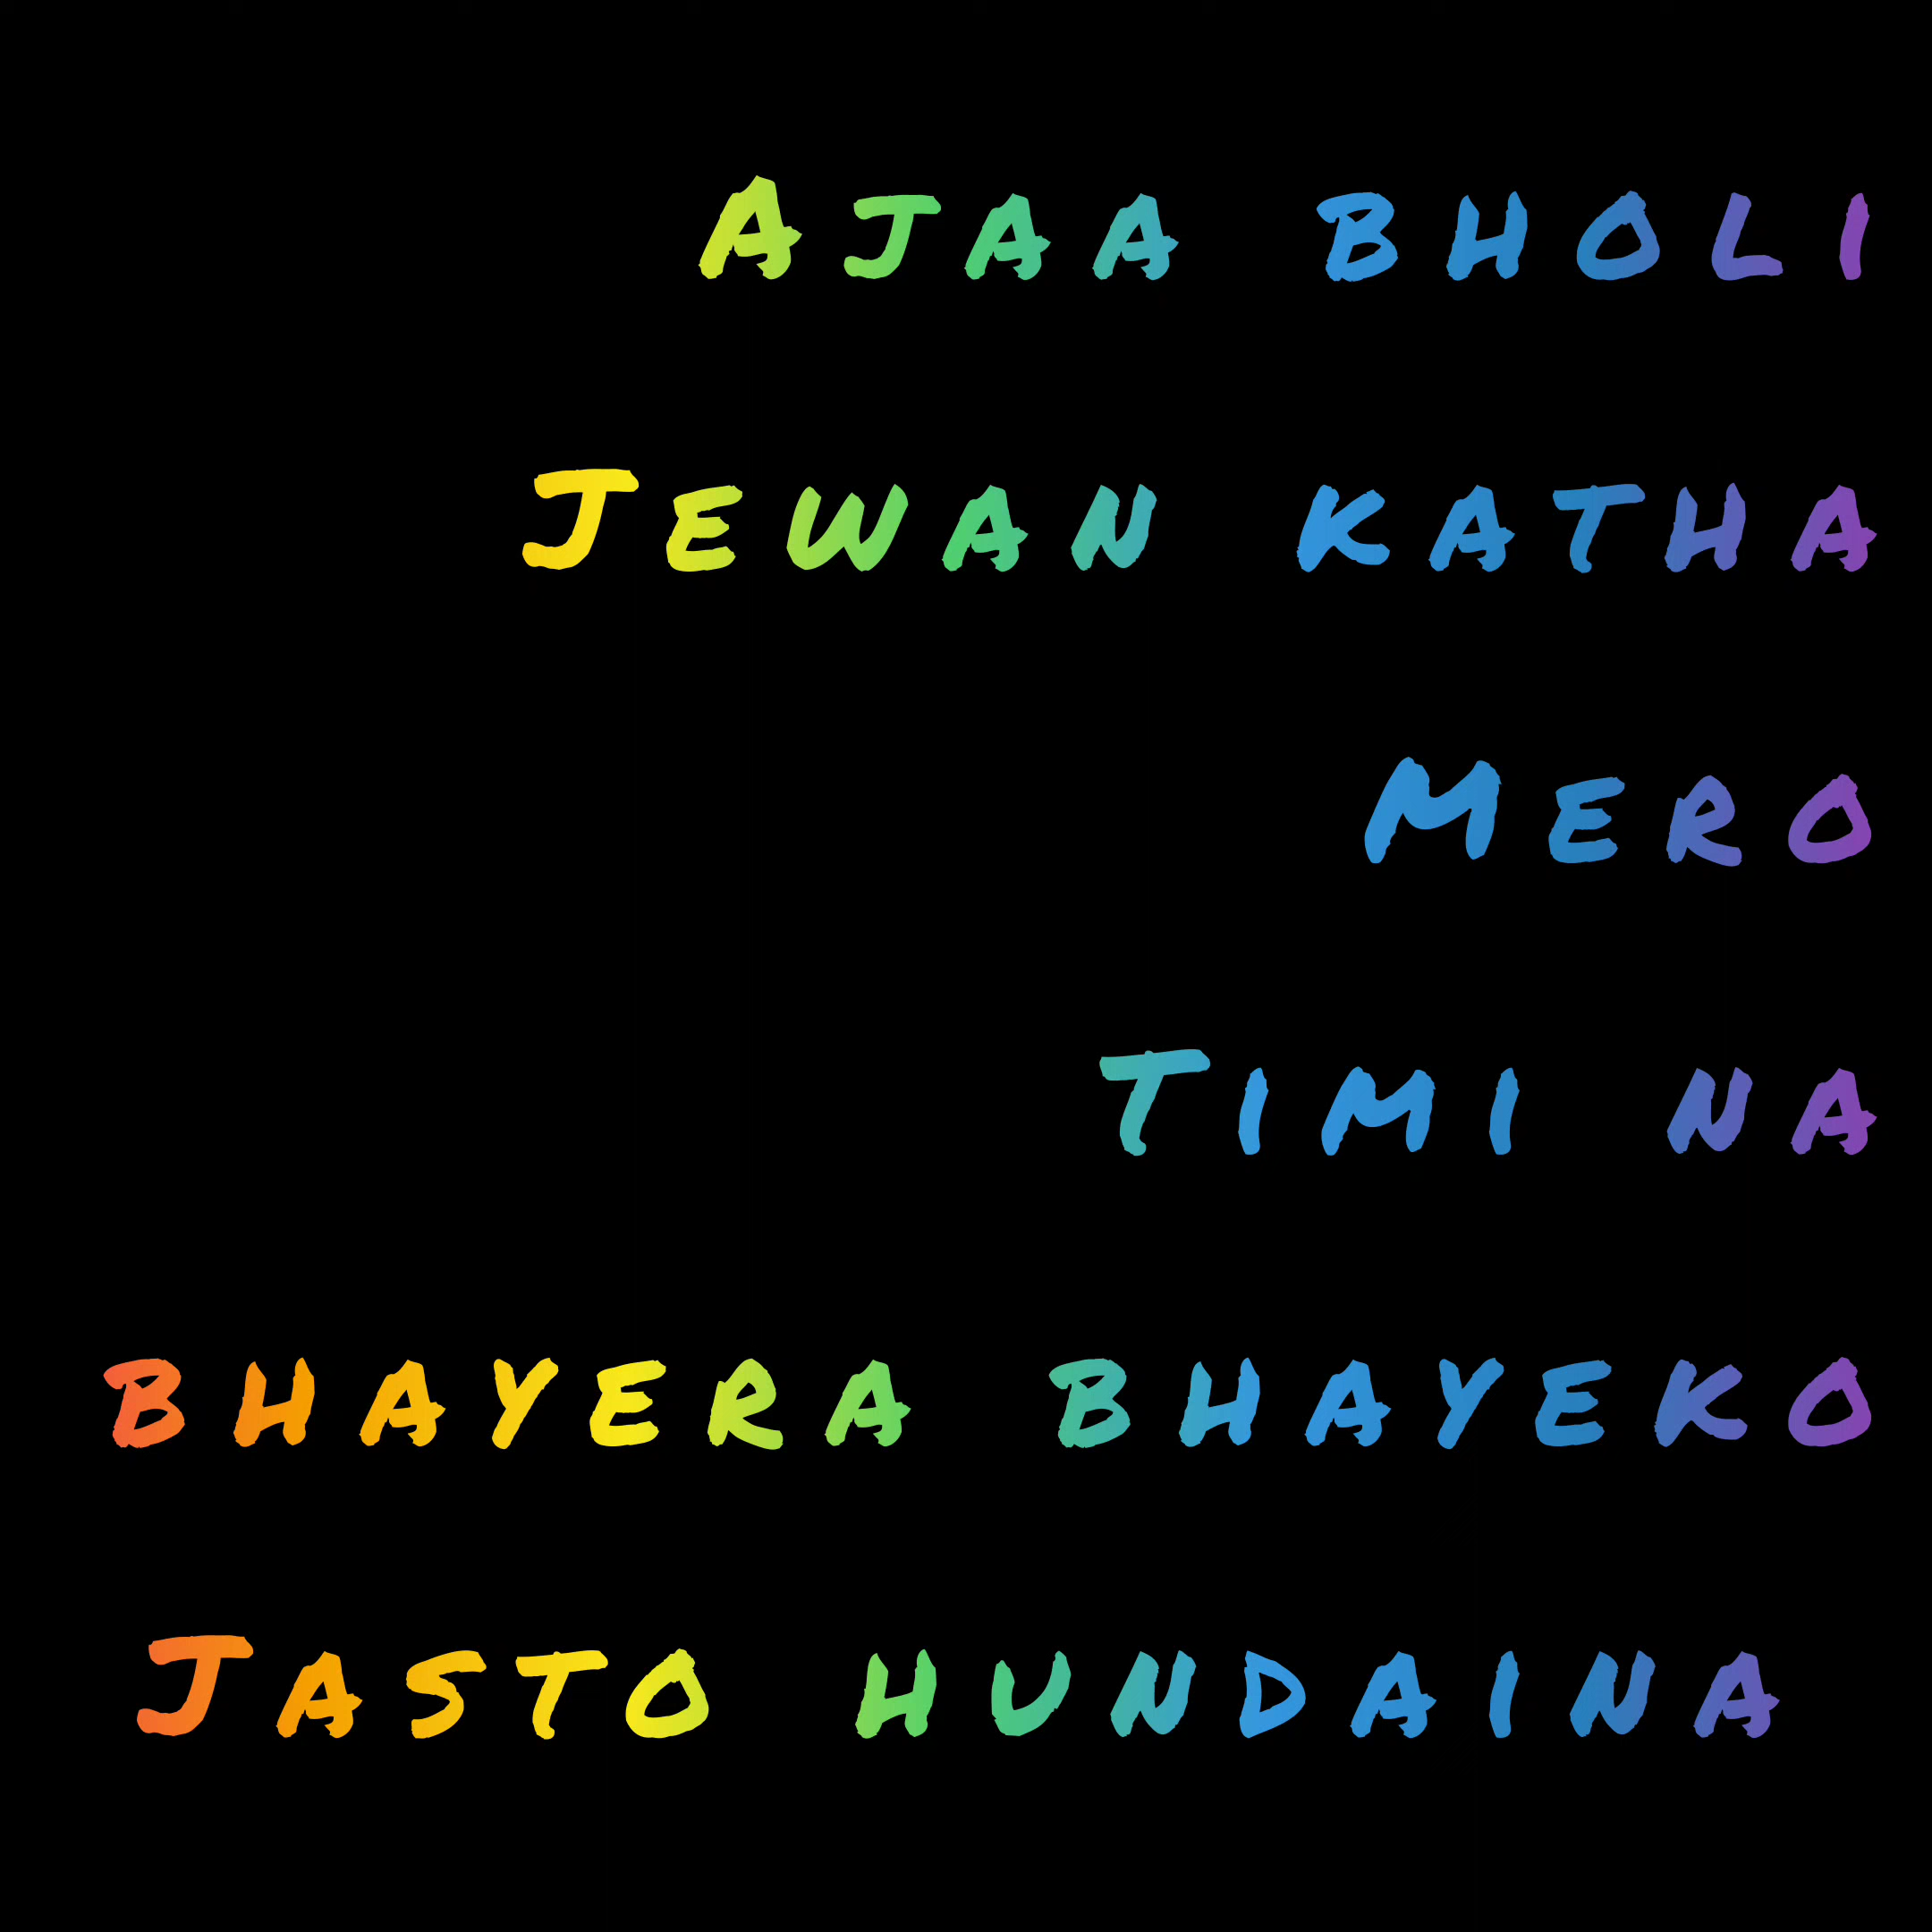 Ajaa bholi
Jewan katha
Mero
Timi na
Bhayera bhayeko
Jasto hundaina